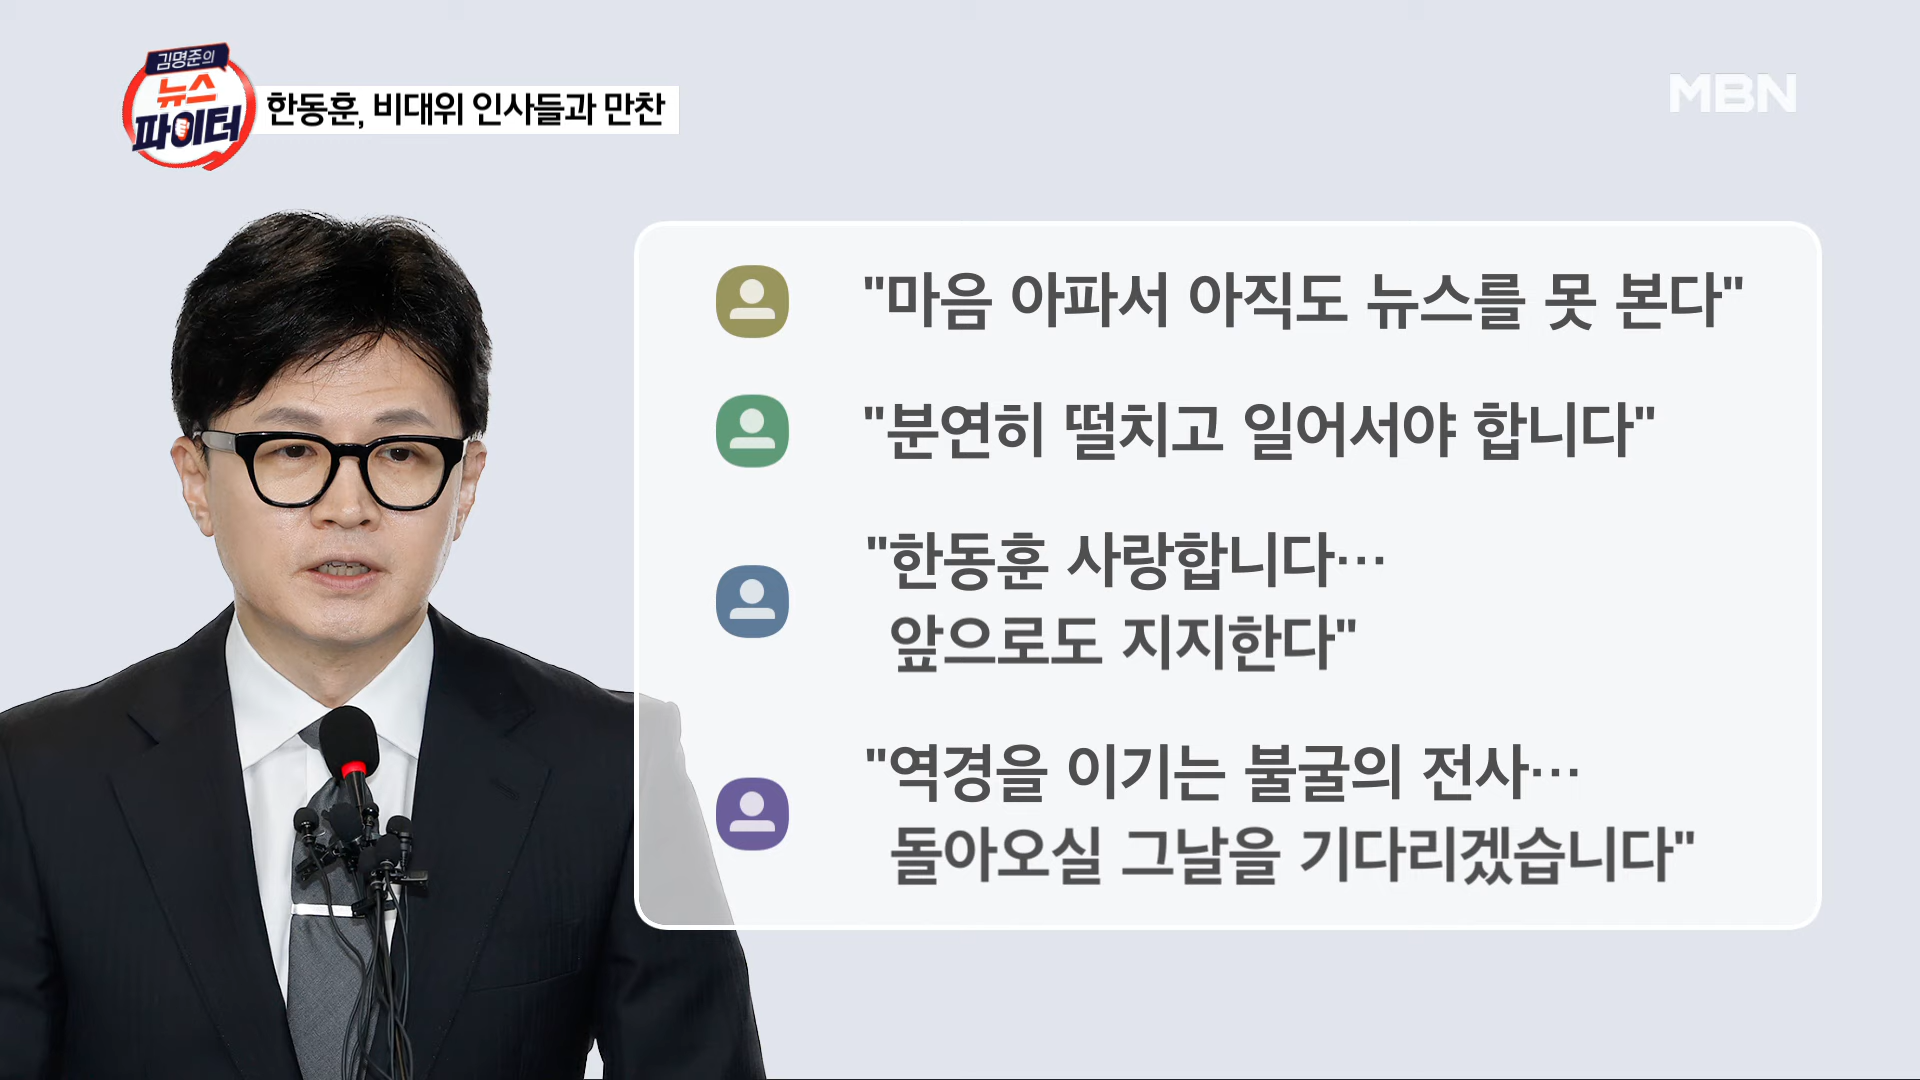 김명준의
뉴스
파이터
한동훈, 비대위 인사들과 만찬
MBN
"마음 아파서 아직도 뉴스를 못 본다"
"분연히 떨치고 일어서야 합니다"
"한동훈 사랑합니다…
앞으로도 지지한다"
"역경을 이기는 불굴의 전사…
돌아오실 그날을 기다리겠습니다"